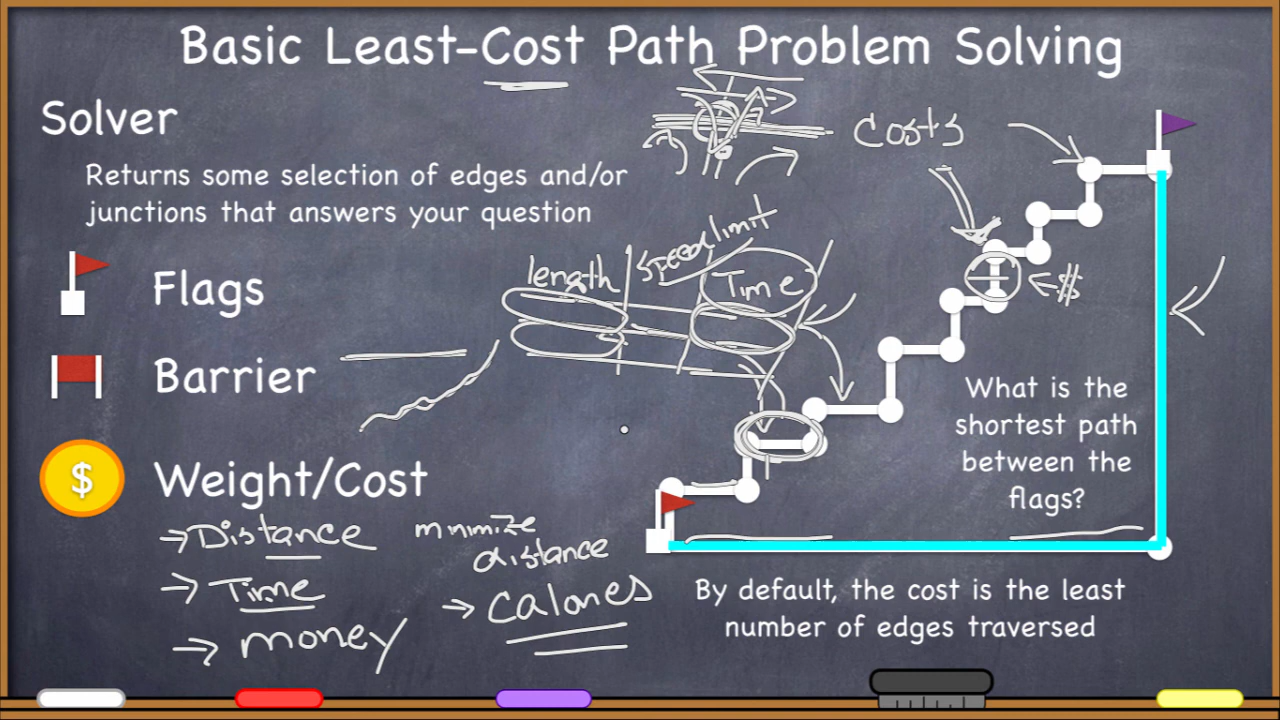 Basic Least-Cost Path Problem Solving
Solver
Returns some selection of edges and/or
junctions that answers your question
Flags
Barrier
$ Weight/Cost
→Distance
→ Time
→ money
minimize
distance
→ Calories
length
speed limit
Time
Costs
←$
What is the
shortest path
between the
flags?
By default, the cost is the least
number of edges traversed